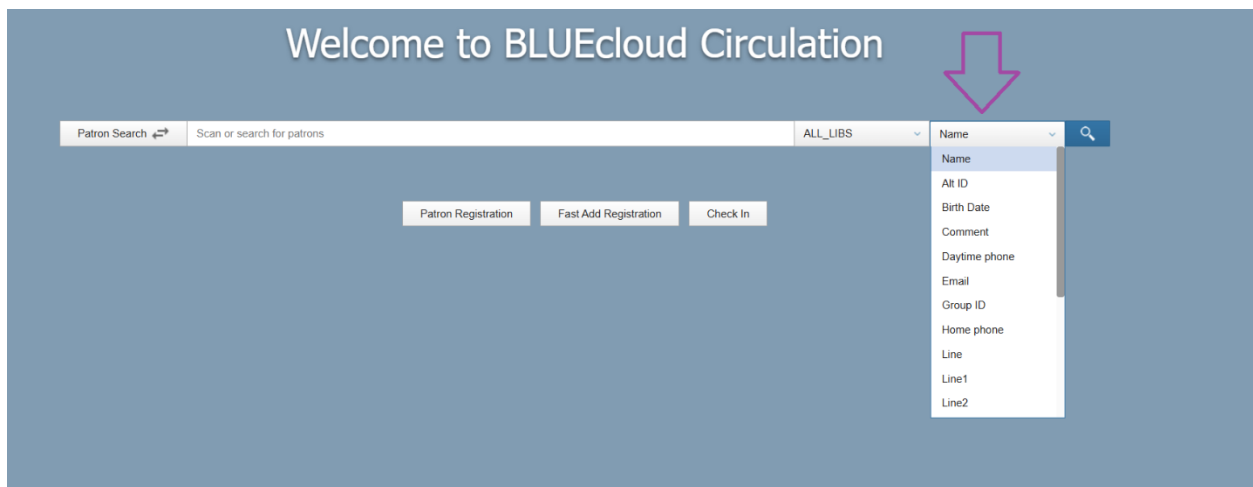 Welcome to BLUEcloud Circulation
Patron Search Scan or search for patrons ALL_LIBS Name
Name
Alt ID
Birth Date
Comment
Daytime phone
Email
Group ID
Home phone
Line
Line1
Line2
Patron Registration Fast Add Registration Check In